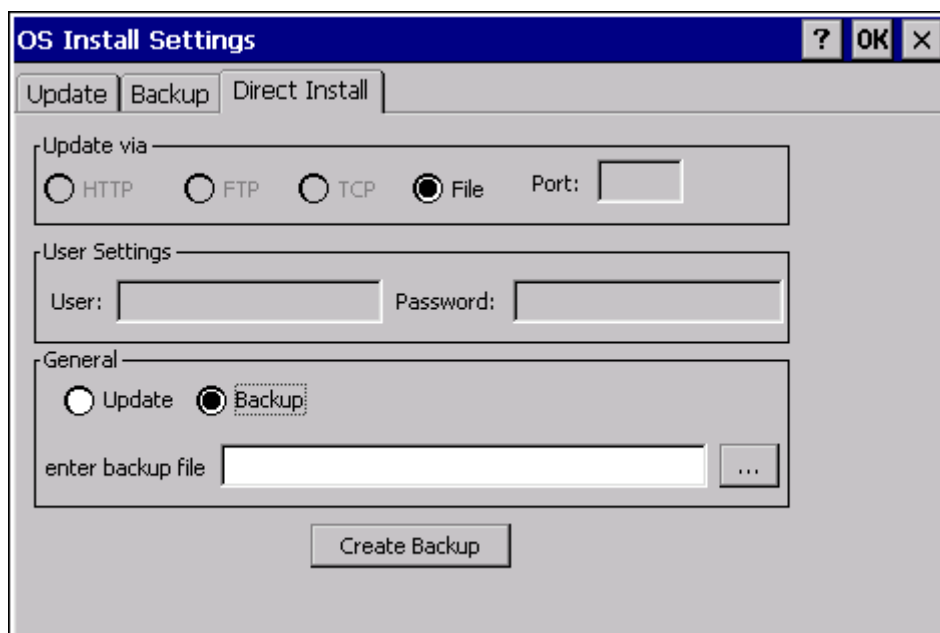 OS Install Settings ? OK ×
Update Backup Direct Install
Update via
HTTP FTP TCP File Port:
User Settings
User: Password:
General
Update Backup
enter backup file ...
Create Backup